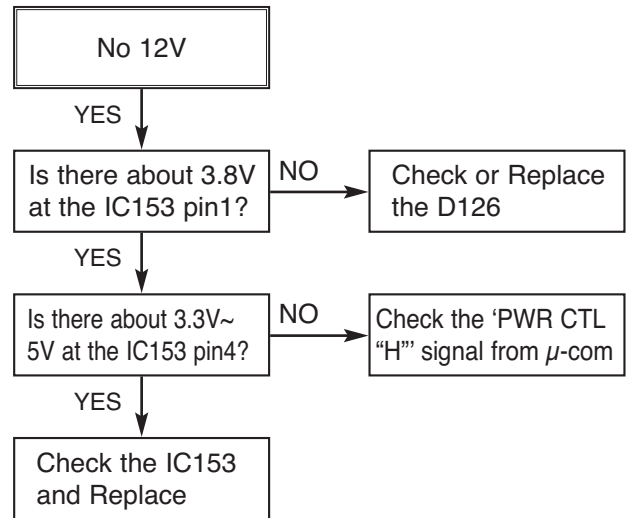 No 12V
YES
Is there about 3.8V
at the IC153 pin1?
NO
Check or Replace
the D126
YES
Is there about 3.3V~
5V at the IC153 pin4?
NO
Check the ‘PWR CTL
“H”’ signal from µ-com
YES
Check the IC153
and Replace